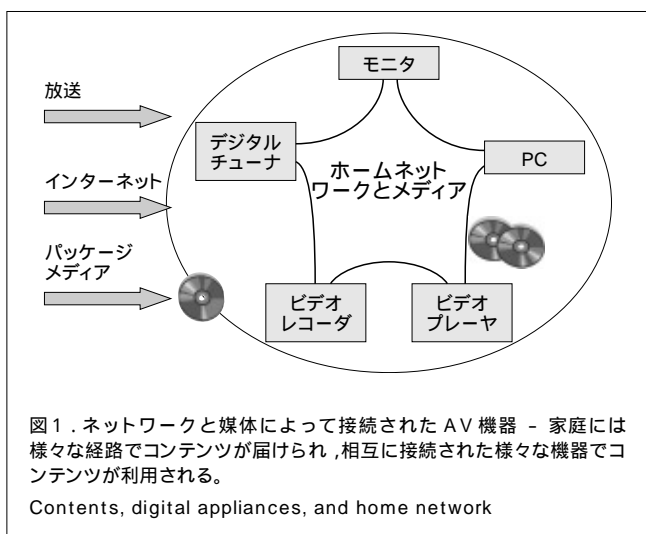 モニタ
放送
デジタル
チューナ
PC
ホームネット
ワークとメディア
インターネット
パッケージ
メディア
ビデオ
レコーダ
ビデオ
プレーヤ
図1.ネットワークと媒体によって接続された AV 機器 - 家庭には
様々な経路でコンテンツが届けられ,相互に接続された様々な機器でコ
ンテンツが利用される。
Contents, digital appliances, and home network